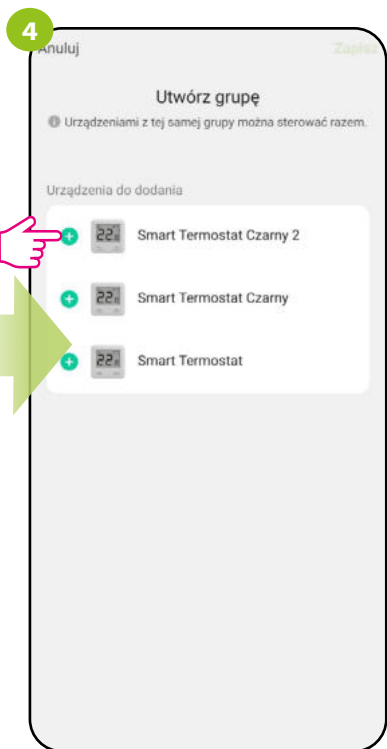 4
Anuluj
Zapisz
Utwórz grupę
Urządzeniami z tej samej grupy można sterować razem.
Urządzenia do dodania
Smart Termostat Czarny 2
Smart Termostat Czarny
Smart Termostat